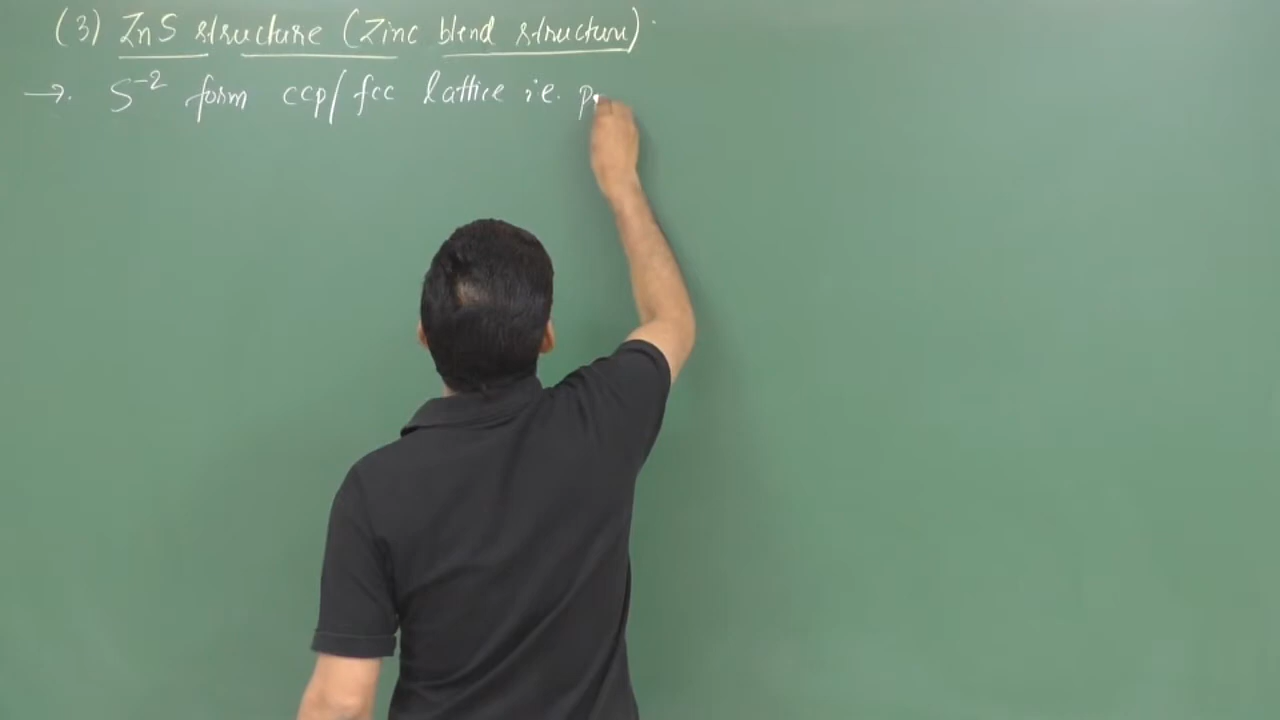 (3) ZnS structure (Zinc blend structure)
→. S⁻² form ccp/fcc lattice i.e.